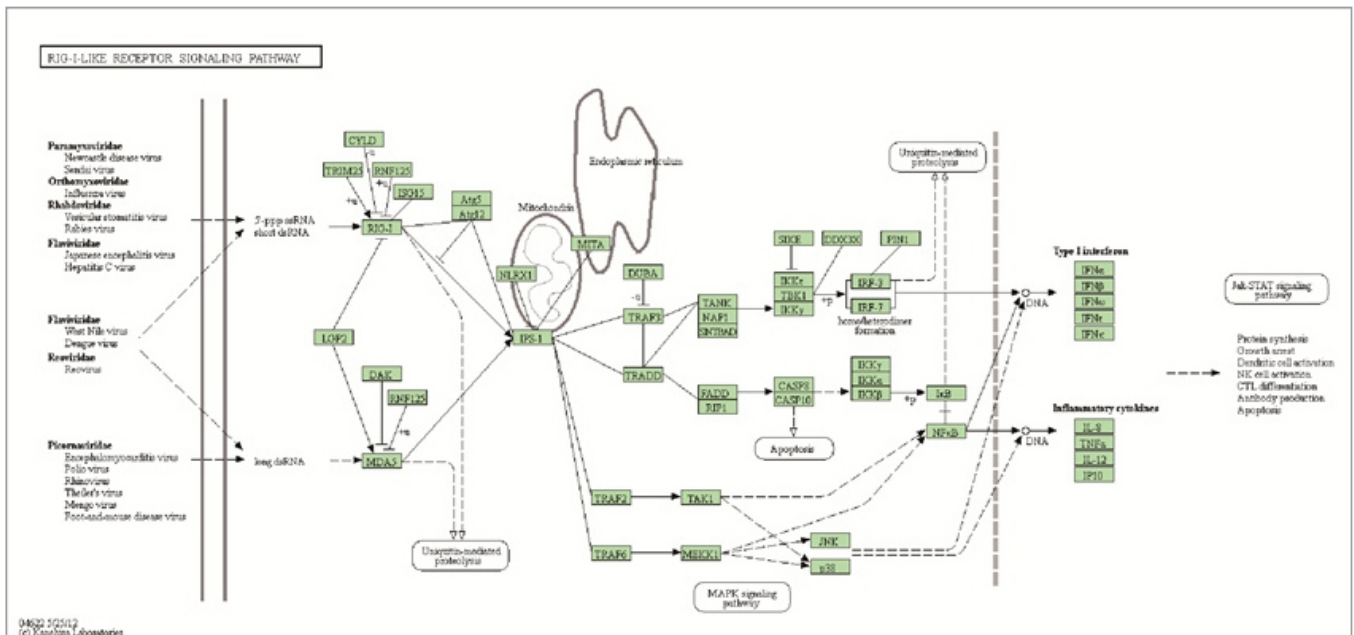 RIG-I-LIKE RECEPTOR SIGNALING PATHWAY
Paramyxoviridae
Newcastle disease virus
Sendai virus
Orthomyxoviridae
Influenza virus
Rhabdoviridae
Vesicular stomatitis virus
Rabies virus
Flaviviridae
Japanese encephalitis virus
Hepatitis C virus
Flaviviridae
West Nile virus
Dengue virus
Reoviridae
Reovirus
Picornaviridae
Encephalomyocarditis virus
Polio virus
Rhinovirus
Theiler's virus
Mengo virus
Foot-and-mouse disease virus
5'-ppp ssRNA
short dsRNA
long dsRNA
CYLD
-u
TRIM25
RNF125
+u
+u
ISG15
RIG-I
Atg5
Atg12
LGP2
DAK
RNF125
+u
MDA5
Ubiquitin-mediated
proteolysis
Mitochondria
Endoplasmic reticulum
MITA
NLRX1
IPS-1
DUBA
-u
TRAF3
TRADD
TANK
NAP1
SINTBAD
FADD
RIP1
TRAF2
TAK1
TRAF6
MEKK1
MAPK signaling
pathway
SIKE
DDX3X
PIN1
IKKε
TBK1
IKKγ
+p
IRF-3
IRF-7
homo/heterodimer
formation
Ubiquitin-mediated
proteolysis
CASP8
CASP10
Apoptosis
IKKγ
IKKα
IKKβ
+p
IκB
NFκB
JNK
p38
DNA
DNA
Type I interferon
IFNα
IFNβ
IFNω
IFNε
IFNκ
Inflammatory cytokines
IL-8
TNFα
IL-12
IP10
Jak-STAT signaling
pathway
Protein synthesis
Growth arrest
Dendritic cell activation
NK cell activation
CTL differentiation
Antibody production
Apoptosis
04622 5/25/12
(c) Kanehisa Laboratories